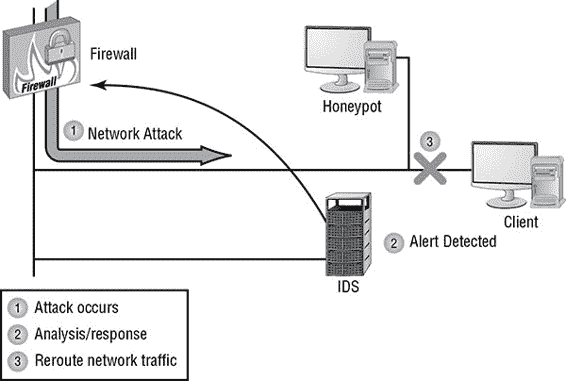 Firewall
Firewall
Honeypot
1 Network Attack
3
Client
2 Alert Detected
IDS
1 Attack occurs
2 Analysis/response
3 Reroute network traffic